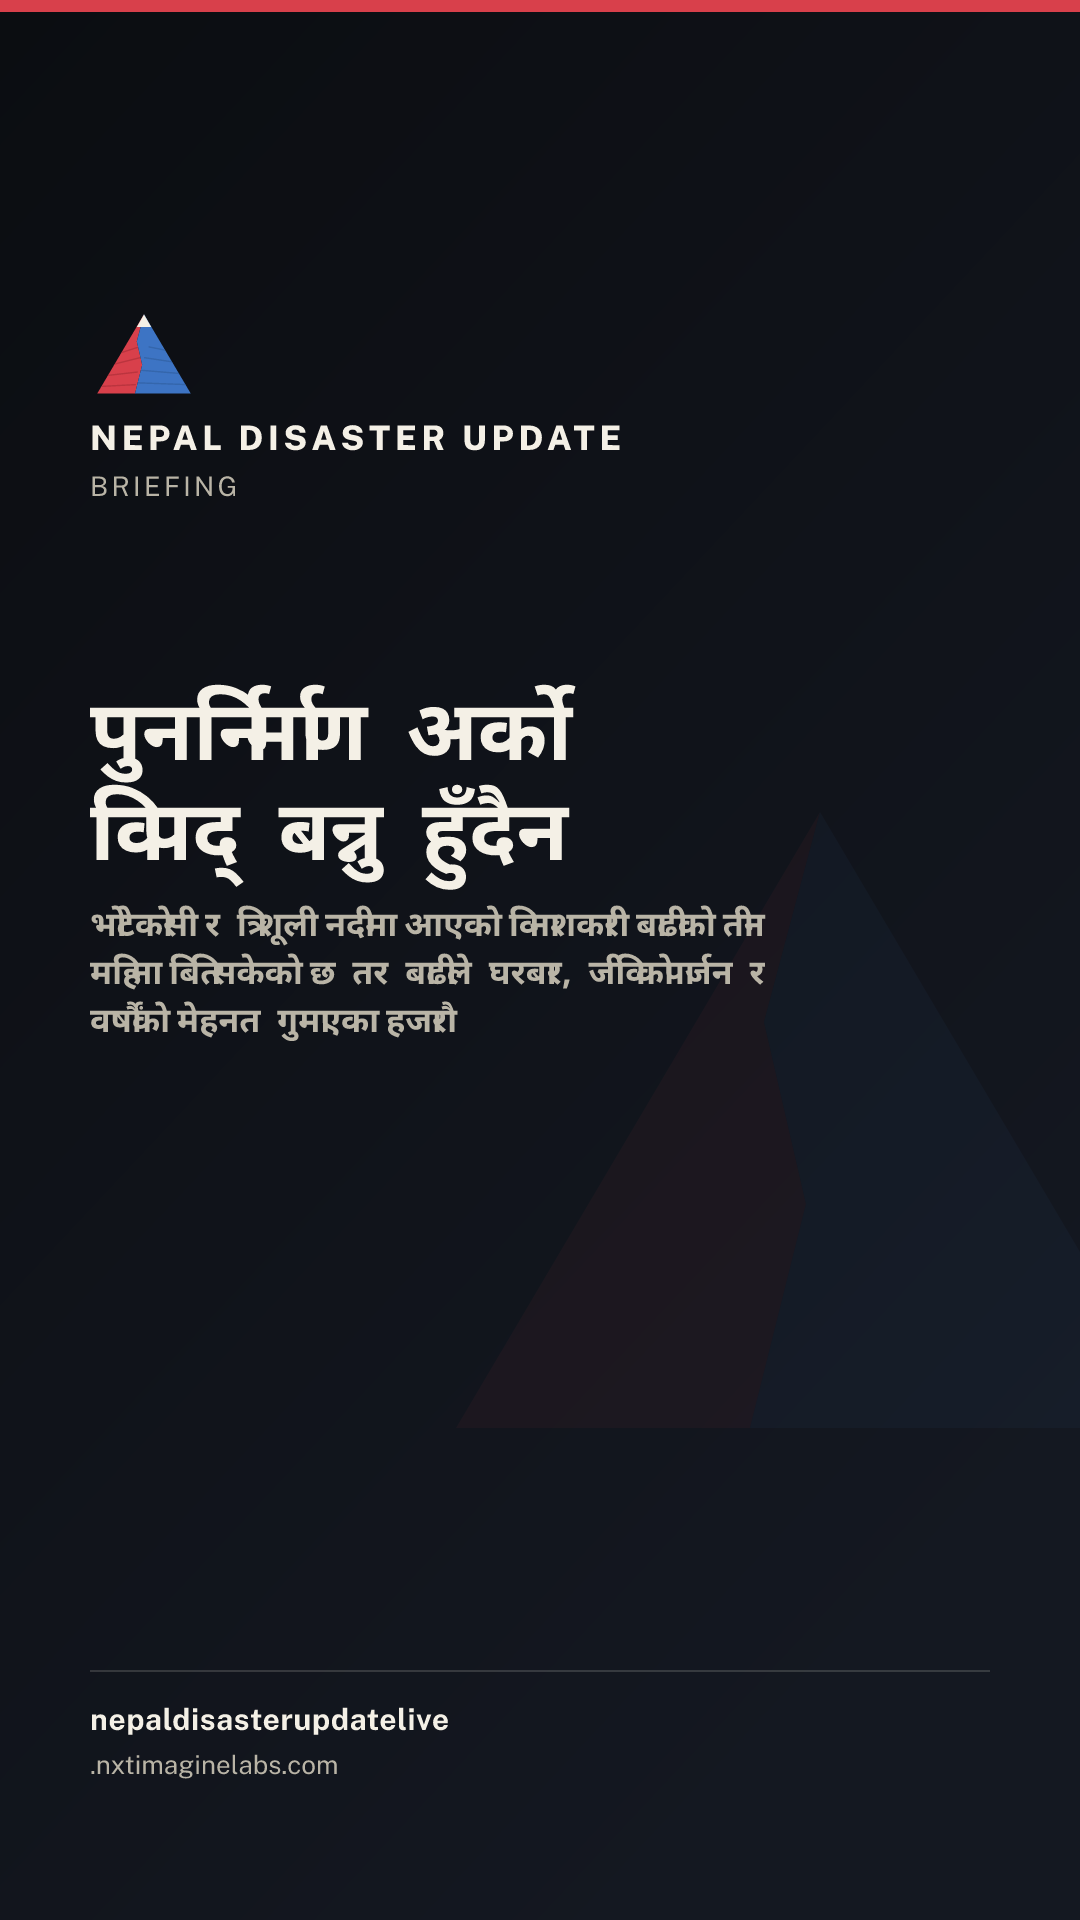 NEPAL DISASTER UPDATE
BRIEFING
पुनर्निर्माण अर्को
विपद् बन्नु हुँदैन
भोटेकोसी र त्रिशूली नदीमा आएको विनाशकारी बाढीको तीन
महिना बितिसकेको छ तर बाढीले घरबार, जीविकोपार्जन र
वर्षौंको मेहनत गुमाएका हजारौं
nepaldisasterupdatelive
.nxtimaginelabs.com